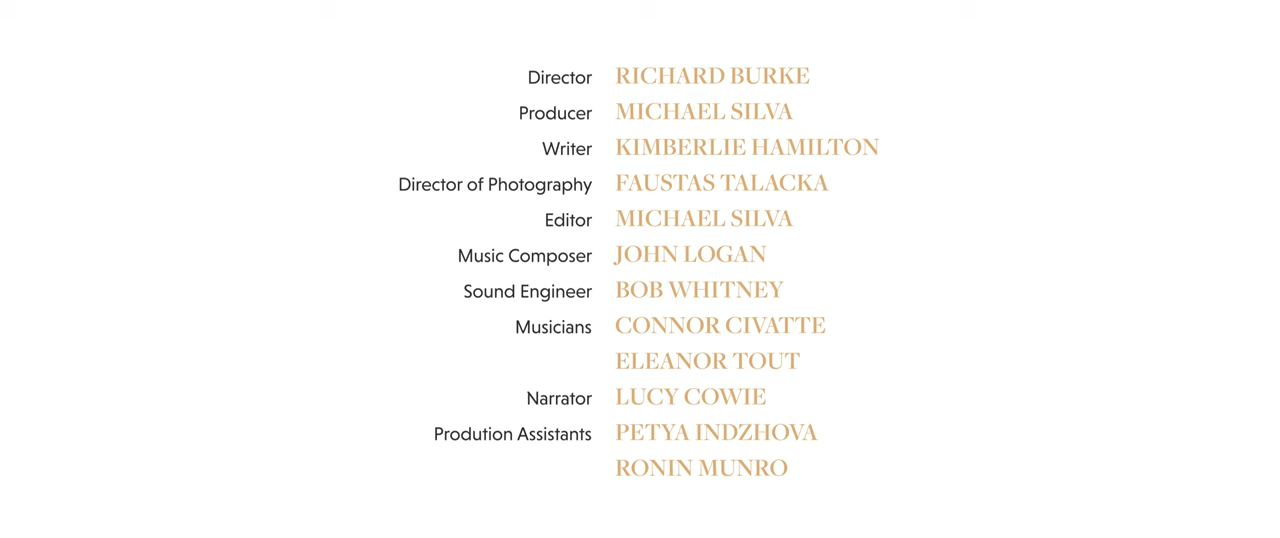 Director RICHARD BURKE
Producer MICHAEL SILVA
Writer KIMBERLIE HAMILTON
Director of Photography FAUSTAS TALACKA
Editor MICHAEL SILVA
Music Composer JOHN LOGAN
Sound Engineer BOB WHITNEY
Musicians CONNOR CIVATTE
ELEANOR TOUT
Narrator LUCY COWIE
Prodution Assistants PETYA INDZHOVA
RONIN MUNRO